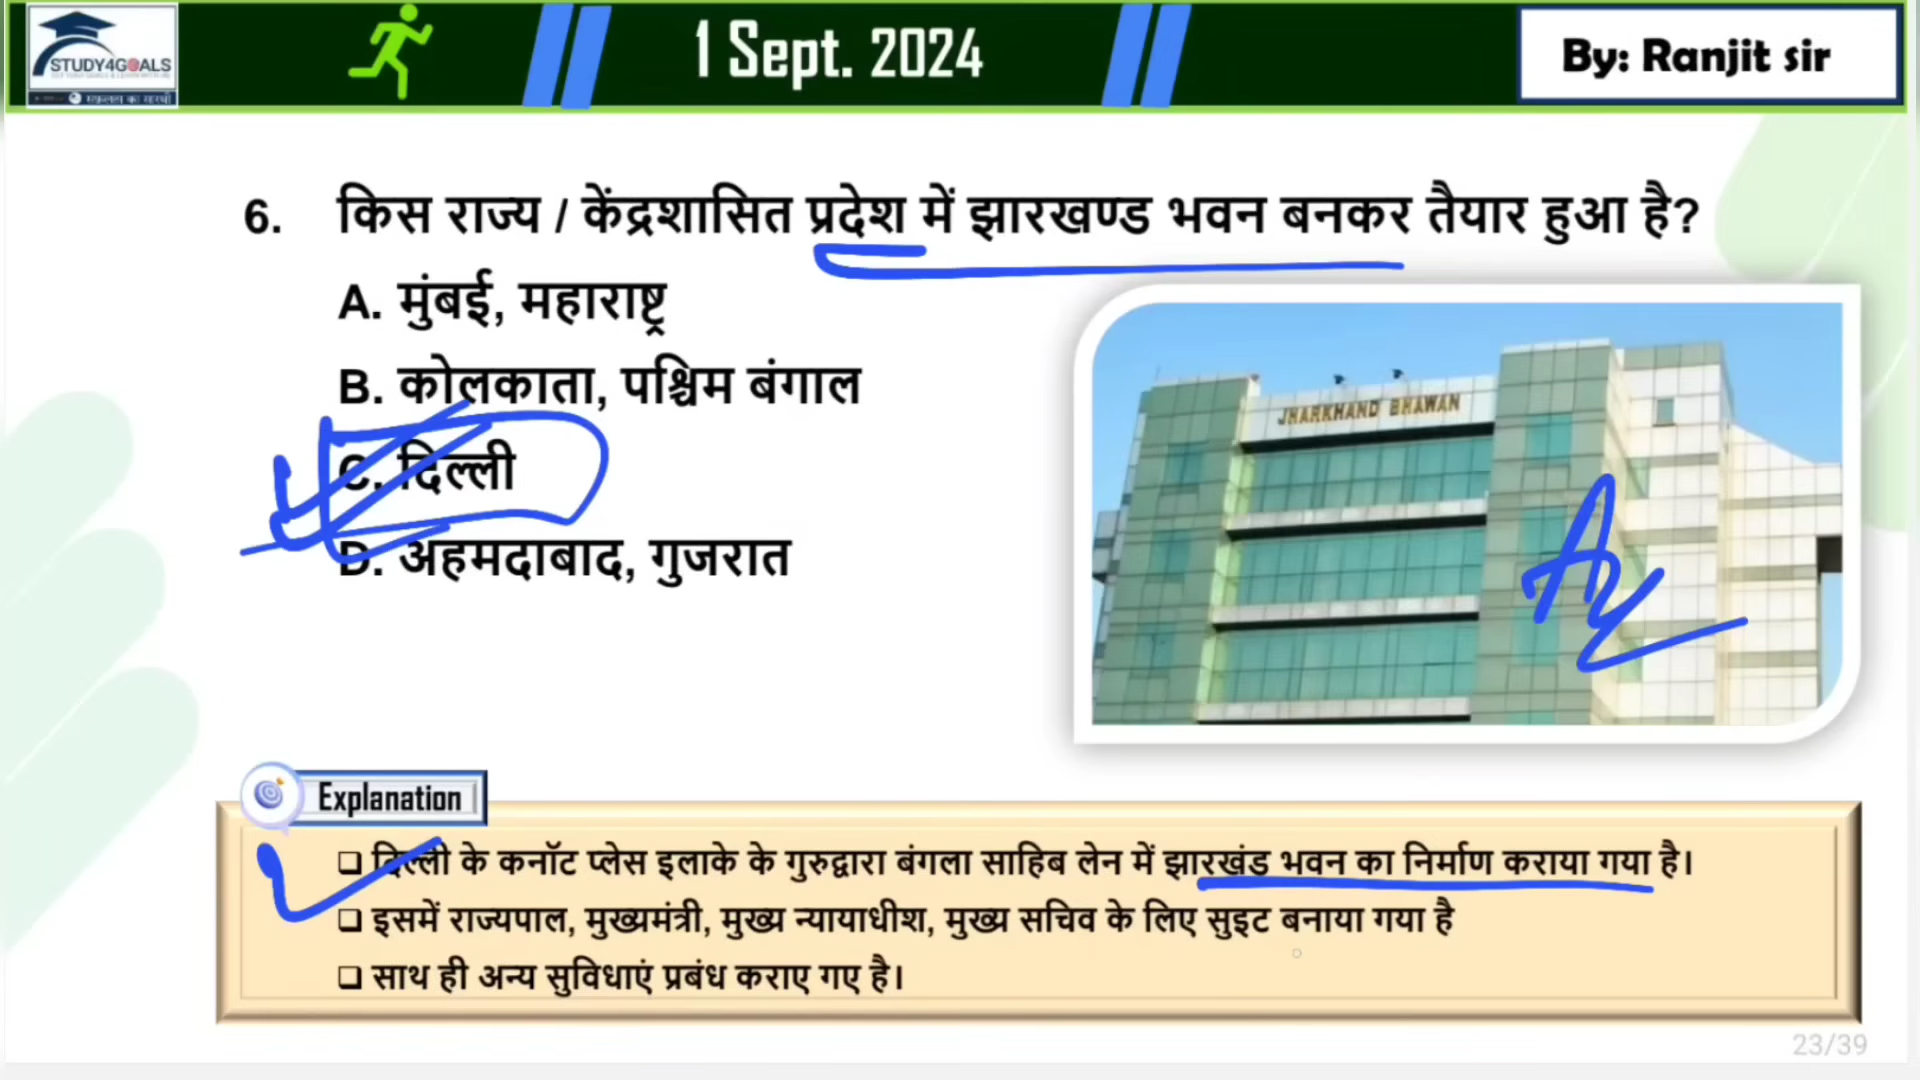 STUDY4GOALS
सफलता का सारथी
1 Sept. 2024
By: Ranjit sir
6. किस राज्य / केंद्रशासित प्रदेश में झारखण्ड भवन बनकर तैयार हुआ है?
A. मुंबई, महाराष्ट्र
B. कोलकाता, पश्चिम बंगाल
C. दिल्ली
D. अहमदाबाद, गुजरात
JHARKHAND BHAWAN
Explanation
❑ दिल्ली के कनॉट प्लेस इलाके के गुरुद्वारा बंगला साहिब लेन में झारखंड भवन का निर्माण कराया गया है।
❑ इसमें राज्यपाल, मुख्यमंत्री, मुख्य न्यायाधीश, मुख्य सचिव के लिए सुइट बनाया गया है
❑ साथ ही अन्य सुविधाएं प्रबंध कराए गए है।
23/39